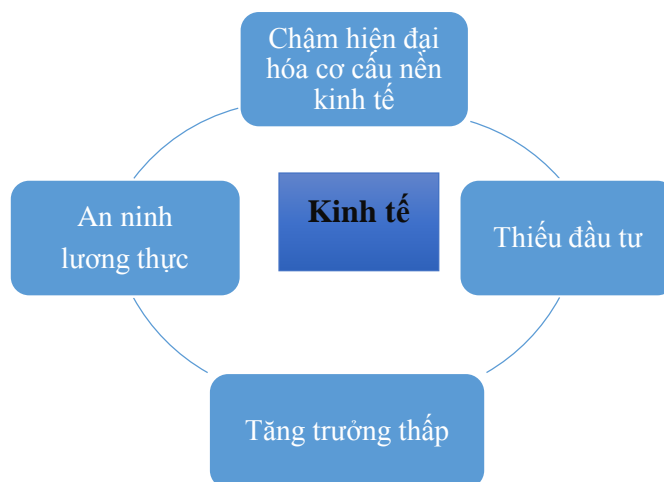 Chậm hiện đại
hóa cơ cấu nền
kinh tế
An ninh
lương thực
Kinh tế
Thiếu đầu tư
Tăng trưởng thấp